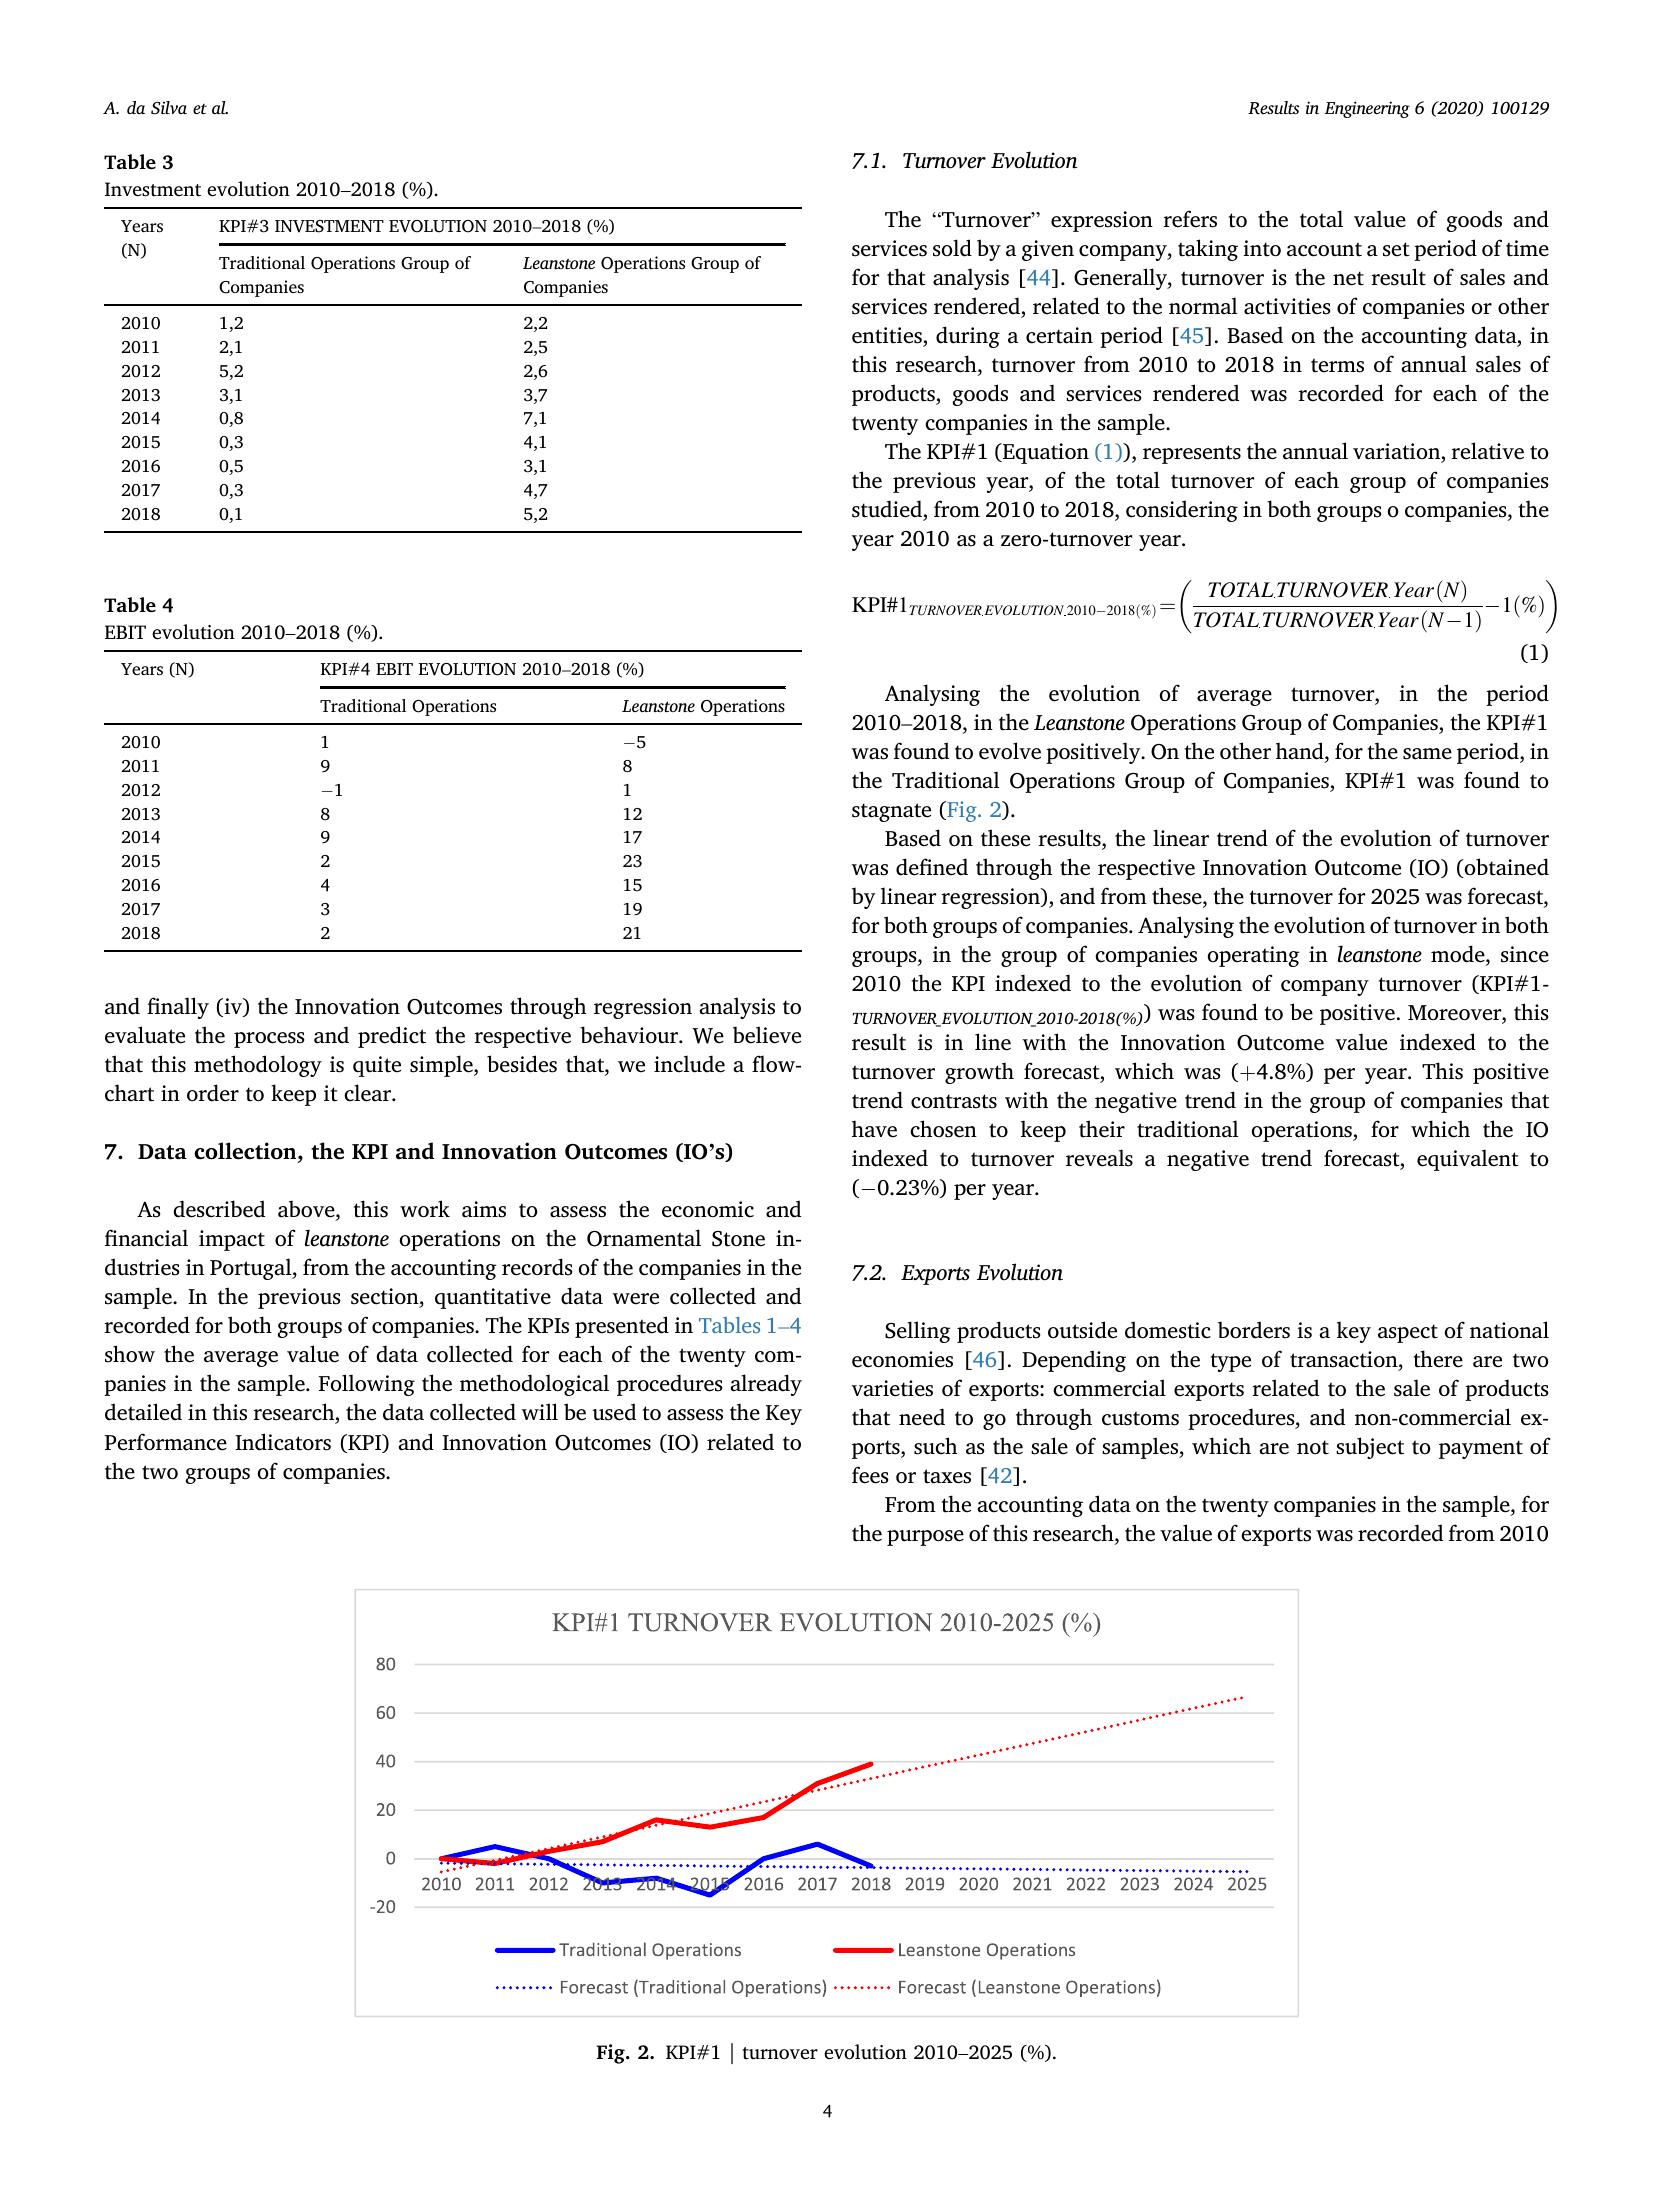 A. da Silva et al.
Results in Engineering 6 (2020) 100129
Table 3
Investment evolution 2010–2018 (%).
Years (N) KPI#3 INVESTMENT EVOLUTION 2010–2018 (%)
Traditional Operations Group of Companies Leanstone Operations Group of Companies
2010 1,2 2,2
2011 2,1 2,5
2012 5,2 2,6
2013 3,1 3,7
2014 0,8 7,1
2015 0,3 4,1
2016 0,5 3,1
2017 0,3 4,7
2018 0,1 5,2
Table 4
EBIT evolution 2010–2018 (%).
Years (N) KPI#4 EBIT EVOLUTION 2010–2018 (%)
Traditional Operations Leanstone Operations
2010 1 −5
2011 9 8
2012 −1 1
2013 8 12
2014 9 17
2015 2 23
2016 4 15
2017 3 19
2018 2 21
and finally (iv) the Innovation Outcomes through regression analysis to
evaluate the process and predict the respective behaviour. We believe
that this methodology is quite simple, besides that, we include a flow-
chart in order to keep it clear.
7. Data collection, the KPI and Innovation Outcomes (IO’s)
As described above, this work aims to assess the economic and
financial impact of leanstone operations on the Ornamental Stone in-
dustries in Portugal, from the accounting records of the companies in the
sample. In the previous section, quantitative data were collected and
recorded for both groups of companies. The KPIs presented in Tables 1–4
show the average value of data collected for each of the twenty com-
panies in the sample. Following the methodological procedures already
detailed in this research, the data collected will be used to assess the Key
Performance Indicators (KPI) and Innovation Outcomes (IO) related to
the two groups of companies.
7.1. Turnover Evolution
The “Turnover” expression refers to the total value of goods and
services sold by a given company, taking into account a set period of time
for that analysis [44]. Generally, turnover is the net result of sales and
services rendered, related to the normal activities of companies or other
entities, during a certain period [45]. Based on the accounting data, in
this research, turnover from 2010 to 2018 in terms of annual sales of
products, goods and services rendered was recorded for each of the
twenty companies in the sample.
The KPI#1 (Equation (1)), represents the annual variation, relative to
the previous year, of the total turnover of each group of companies
studied, from 2010 to 2018, considering in both groups o companies, the
year 2010 as a zero-turnover year.
KPI#1 TURNOVER.EVOLUTION.2010−2018(%) = (TOTAL.TURNOVER.Year(N) / TOTAL.TURNOVER.Year(N−1) −1(%))
(1)
Analysing the evolution of average turnover, in the period
2010–2018, in the Leanstone Operations Group of Companies, the KPI#1
was found to evolve positively. On the other hand, for the same period, in
the Traditional Operations Group of Companies, KPI#1 was found to
stagnate (Fig. 2).
Based on these results, the linear trend of the evolution of turnover
was defined through the respective Innovation Outcome (IO) (obtained
by linear regression), and from these, the turnover for 2025 was forecast,
for both groups of companies. Analysing the evolution of turnover in both
groups, in the group of companies operating in leanstone mode, since
2010 the KPI indexed to the evolution of company turnover (KPI#1-
TURNOVER_EVOLUTION_2010-2018(%)) was found to be positive. Moreover, this
result is in line with the Innovation Outcome value indexed to the
turnover growth forecast, which was (+4.8%) per year. This positive
trend contrasts with the negative trend in the group of companies that
have chosen to keep their traditional operations, for which the IO
indexed to turnover reveals a negative trend forecast, equivalent to
(−0.23%) per year.
7.2. Exports Evolution
Selling products outside domestic borders is a key aspect of national
economies [46]. Depending on the type of transaction, there are two
varieties of exports: commercial exports related to the sale of products
that need to go through customs procedures, and non-commercial ex-
ports, such as the sale of samples, which are not subject to payment of
fees or taxes [42].
From the accounting data on the twenty companies in the sample, for
the purpose of this research, the value of exports was recorded from 2010
KPI#1 TURNOVER EVOLUTION 2010-2025 (%)
80
60
40
20
0
2010 2011 2012 2013 2014 2015 2016 2017 2018 2019 2020 2021 2022 2023 2024 2025
-20
Traditional Operations Leanstone Operations
Forecast (Traditional Operations) Forecast (Leanstone Operations)
Fig. 2. KPI#1 | turnover evolution 2010–2025 (%).
4